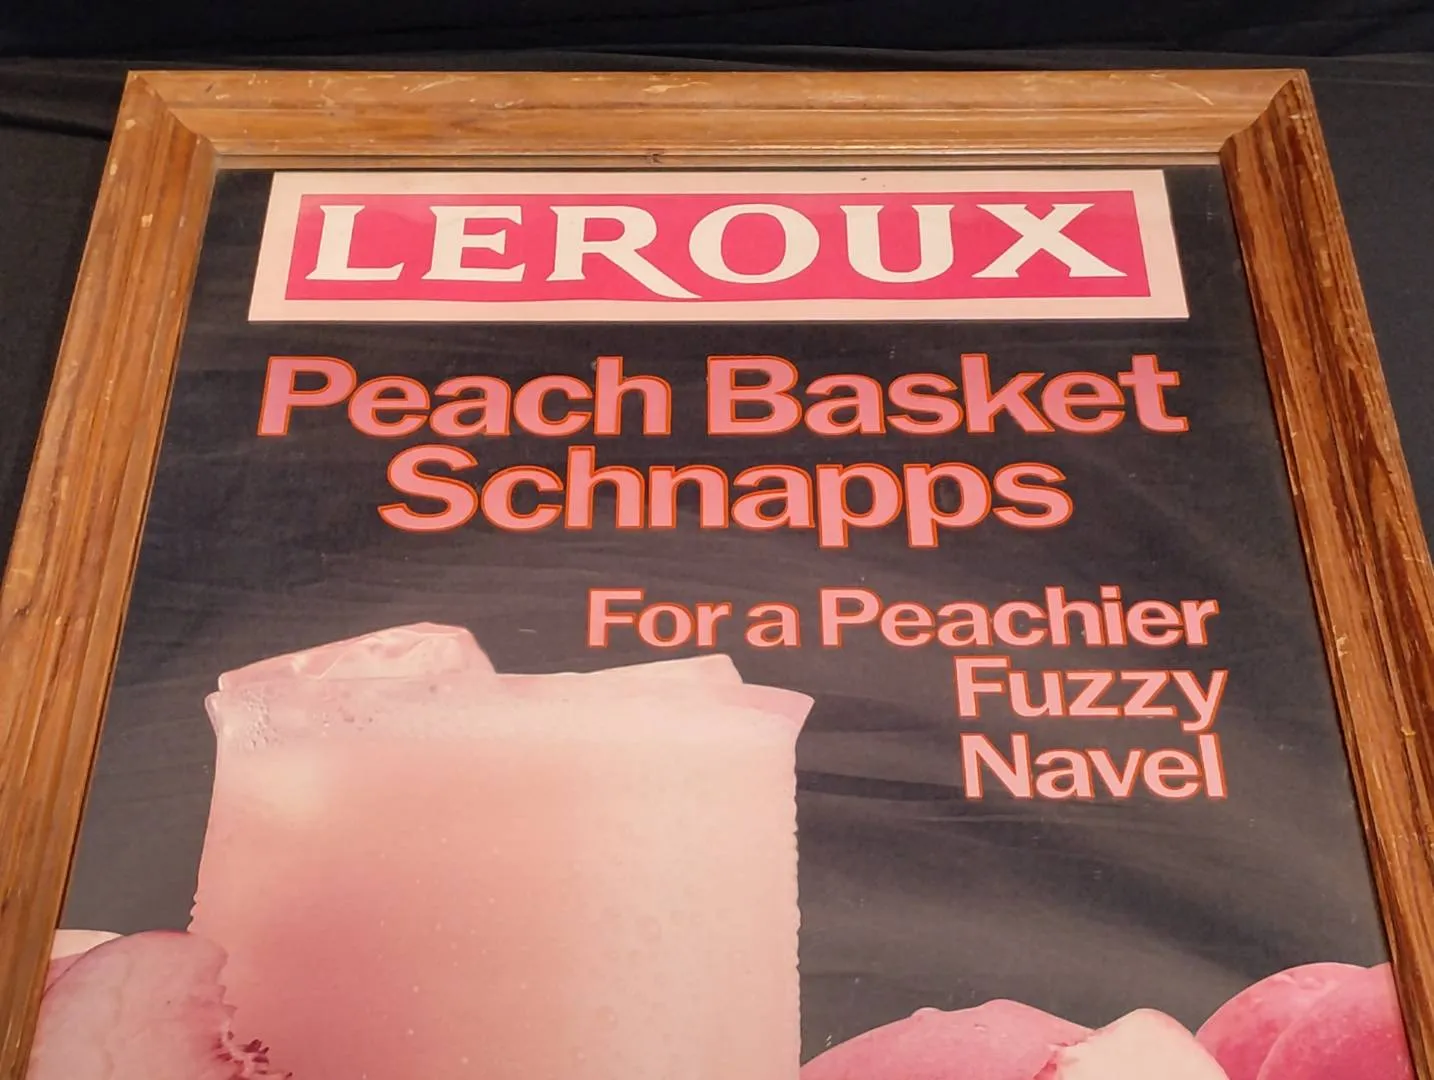 LEROUX
Peach Basket
Schnapps
For a Peachier
Fuzzy
Navel